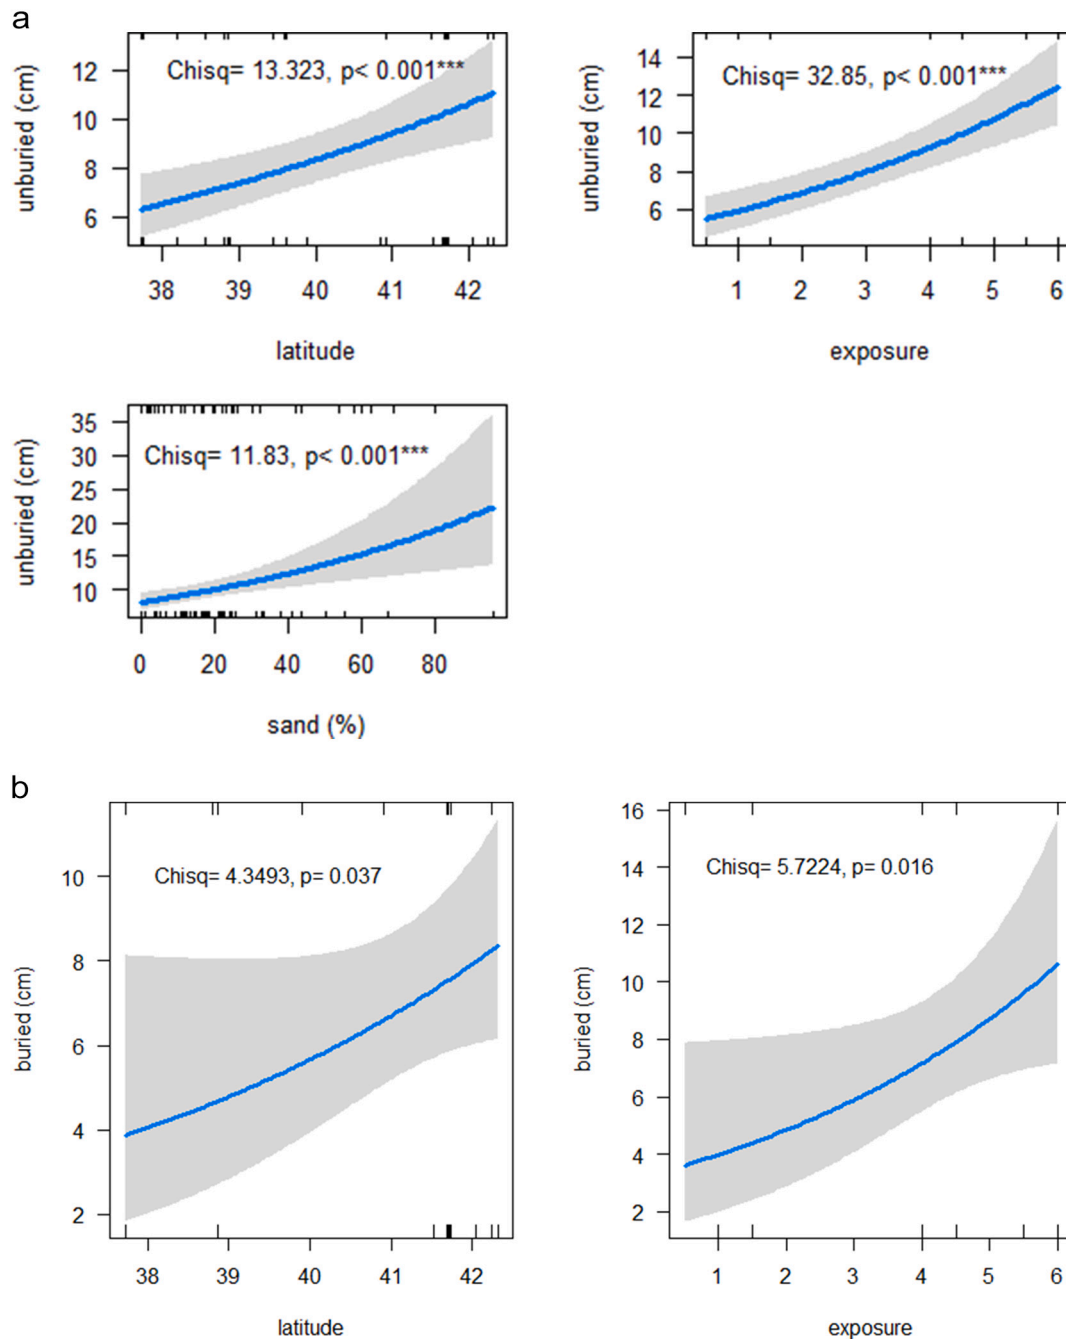 a
Chisq= 13.323, p< 0.001***
unburied (cm)
12
10
8
6
38 39 40 41 42
latitude
Chisq= 32.85, p< 0.001***
unburied (cm)
14
12
10
8
6
1 2 3 4 5 6
exposure
Chisq= 11.83, p< 0.001***
unburied (cm)
35
30
25
20
15
10
0 20 40 60 80
sand (%)
b
Chisq= 4.3493, p= 0.037
buried (cm)
10
8
6
4
2
38 39 40 41 42
latitude
Chisq= 5.7224, p= 0.016
buried (cm)
16
14
12
10
8
6
4
2
1 2 3 4 5 6
exposure